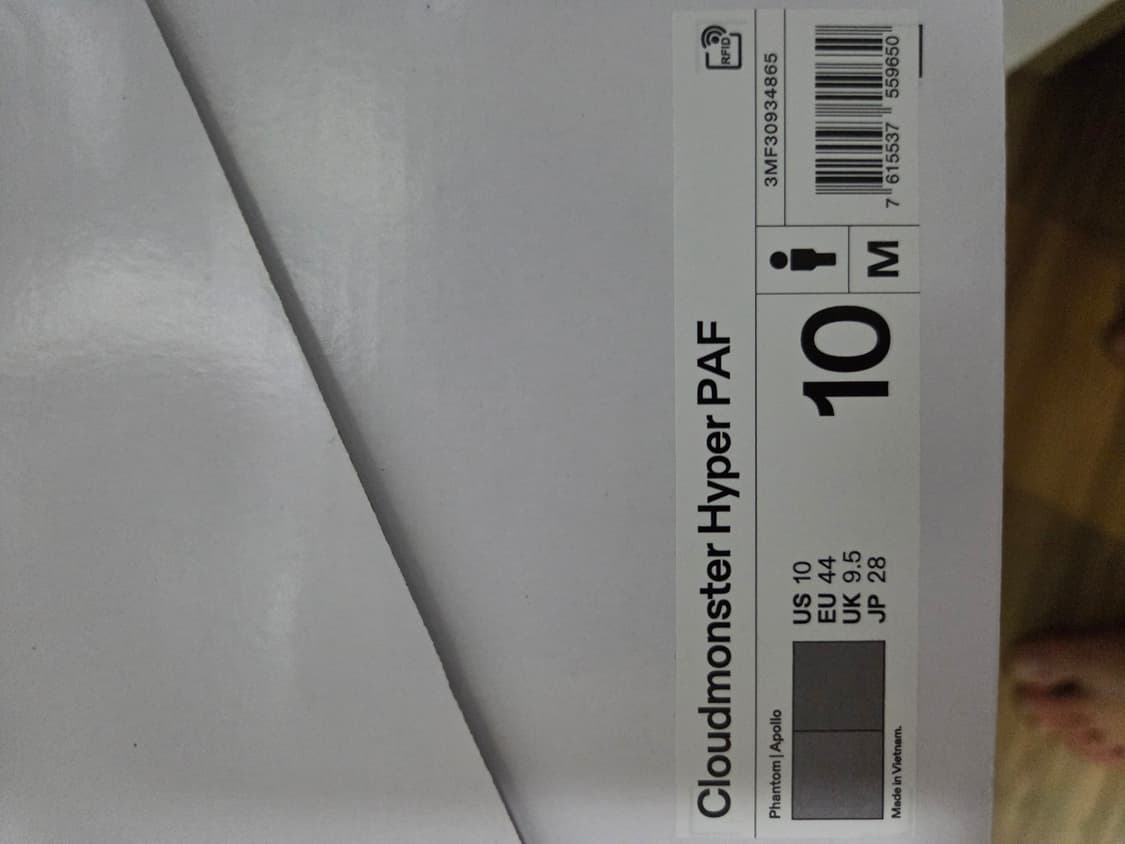 RFID
Cloudmonster Hyper PAF
3MF30934865
Phantom | Apollo
US 10
EU 44
UK 9.5
JP 28
10
M
7 615537 559650
Made in Vietnam.